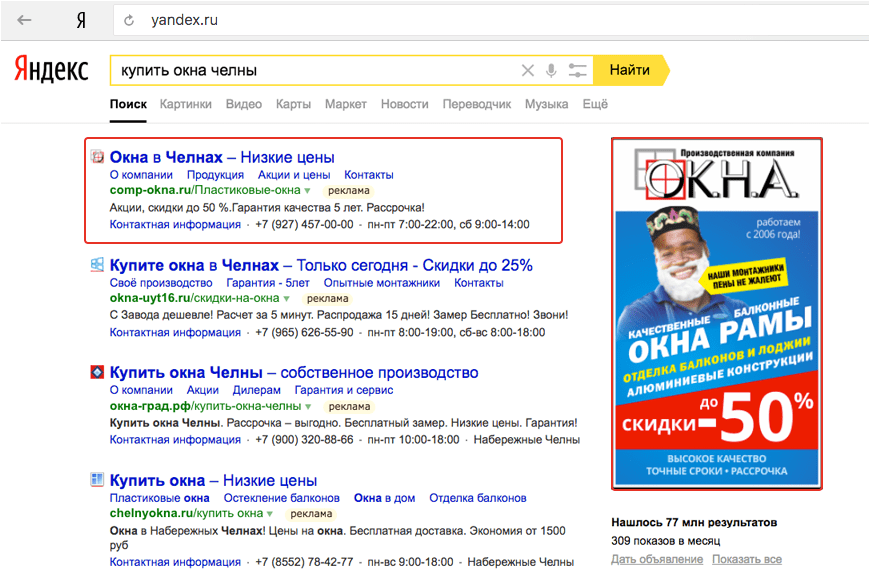 Я
yandex.ru
Яндекс
купить окна челны
Найти
Поиск Картинки Видео Карты Маркет Новости Переводчик Музыка Ещё
Окна в Челнах – Низкие цены
О компании Продукция Акции и цены Контакты
comp-okna.ru/Пластиковые-окна реклама
Акции, скидки до 50 %.Гарантия качества 5 лет. Рассрочка!
Контактная информация · +7 (927) 457-00-00 · пн-пт 7:00-22:00, сб 9:00-14:00
Купите окна в Челнах – Только сегодня - Скидки до 25%
Своё производство Гарантия - 5лет Опытные монтажники Контакты
okna-uyt16.ru/скидки-на-окна реклама
С Завода дешевле! Расчет за 5 минут. Распродажа 15 дней! Замер Бесплатно! Звони!
Контактная информация · +7 (965) 626-55-90 · пн-пт 8:00-19:00, сб-вс 8:00-18:00
Купить окна Челны – собственное производство
О компании Акции Дилерам Гарантия и сервис
окна-град.рф/купить-окна-челны реклама
Купить окна Челны. Рассрочка – выгодно. Бесплатный замер. Низкие цены. Гарантия!
Контактная информация · +7 (900) 320-88-66 · пн-пт 10:00-18:00 · Набережные Челны
Купить окна – Низкие цены
Пластиковые окна Остекление балконов Окна в дом Отделка балконов
chelnyokna.ru/купить окна реклама
Окна в Набережных Челнах! Цены на окна. Бесплатная доставка. Экономия от 1500
руб
Контактная информация · +7 (8552) 78-42-77 · пн-вс 9:00-18:00 · Набережные Челны
Производственная компания
О.К.Н.А.
работаем
с 2006 года!
НАШИ МОНТАЖНИКИ
ПЕНЫ НЕ ЖАЛЕЮТ
КАЧЕСТВЕННЫЕ БАЛКОННЫЕ
ОКНА РАМЫ
ОТДЕЛКА БАЛКОНОВ И ЛОДЖИИ
АЛЮМИНИЕВЫЕ КОНСТРУКЦИИ
СКИДКИ ДО -50%
ВЫСОКОЕ КАЧЕСТВО
ТОЧНЫЕ СРОКИ • РАССРОЧКА
Нашлось 77 млн результатов
309 показов в месяц
Дать объявление Показать все